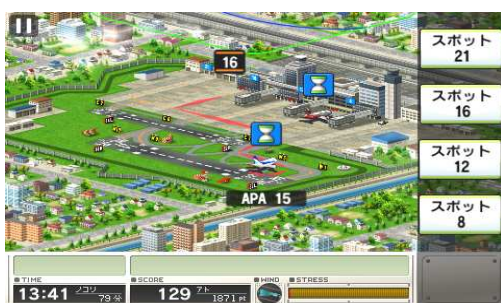 16
スポット
21
スポット
16
スポット
12
スポット
8
APA 15
TIME
13:41 ノコリ 79 分
SCORE
129 アト 1871 pt
WIND
STRESS